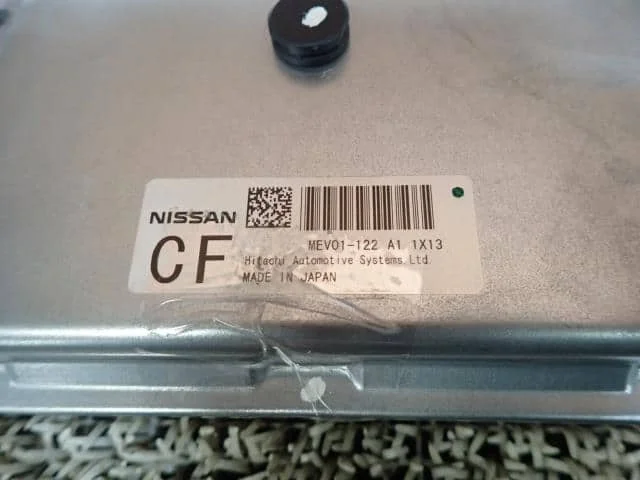 NISSAN
CF
MEV01-122 A1 1X13
Hitachi Automotive Systems,Ltd.
MADE IN JAPAN